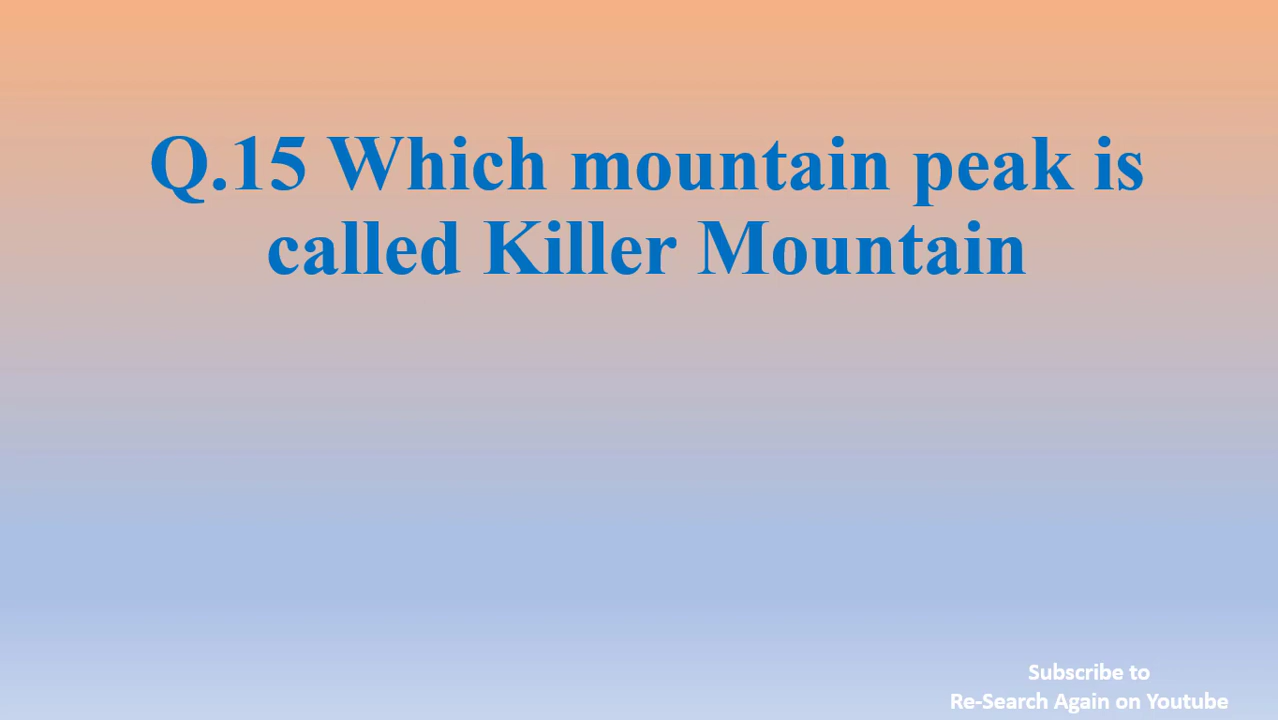 Q.15 Which mountain peak is
called Killer Mountain
Subscribe to
Re-Search Again on Youtube